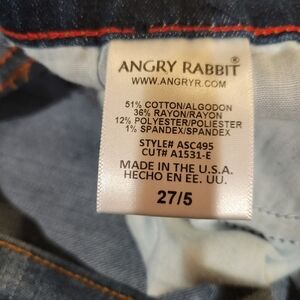 ANGRY RABBIT®
WWW.ANGRYR.COM
51% COTTON/ALGODON
36% RAYON/RAYON
12% POLYESTER/POLIESTER
1% SPANDEX/SPANDEX
STYLE# ASC495
CUT# A1531-E
MADE IN THE U.S.A.
HECHO EN EE. UU.
27/5